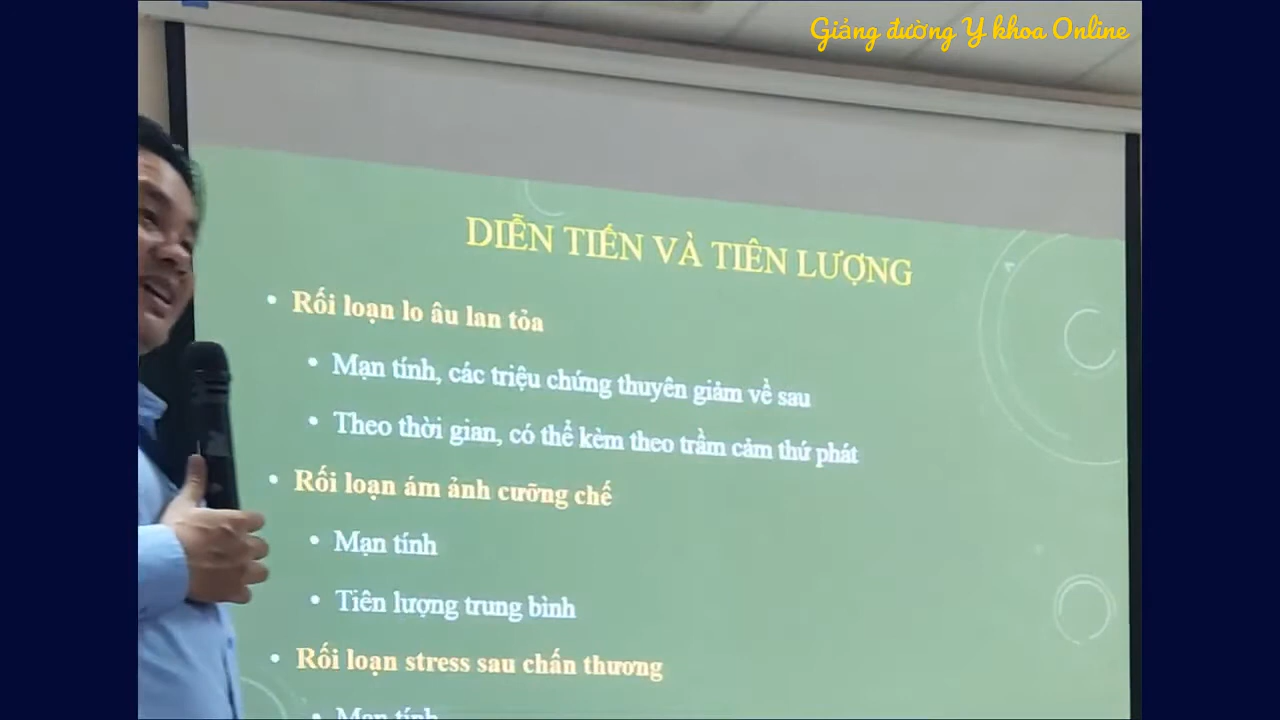 Giảng đường Y khoa Online
DIỄN TIẾN VÀ TIÊN LƯỢNG
• Rối loạn lo âu lan tỏa
• Mạn tính, các triệu chứng thuyên giảm về sau
• Theo thời gian, có thể kèm theo trầm cảm thứ phát
• Rối loạn ám ảnh cưỡng chế
• Mạn tính
• Tiên lượng trung bình
• Rối loạn stress sau chấn thương
• Mạn tính